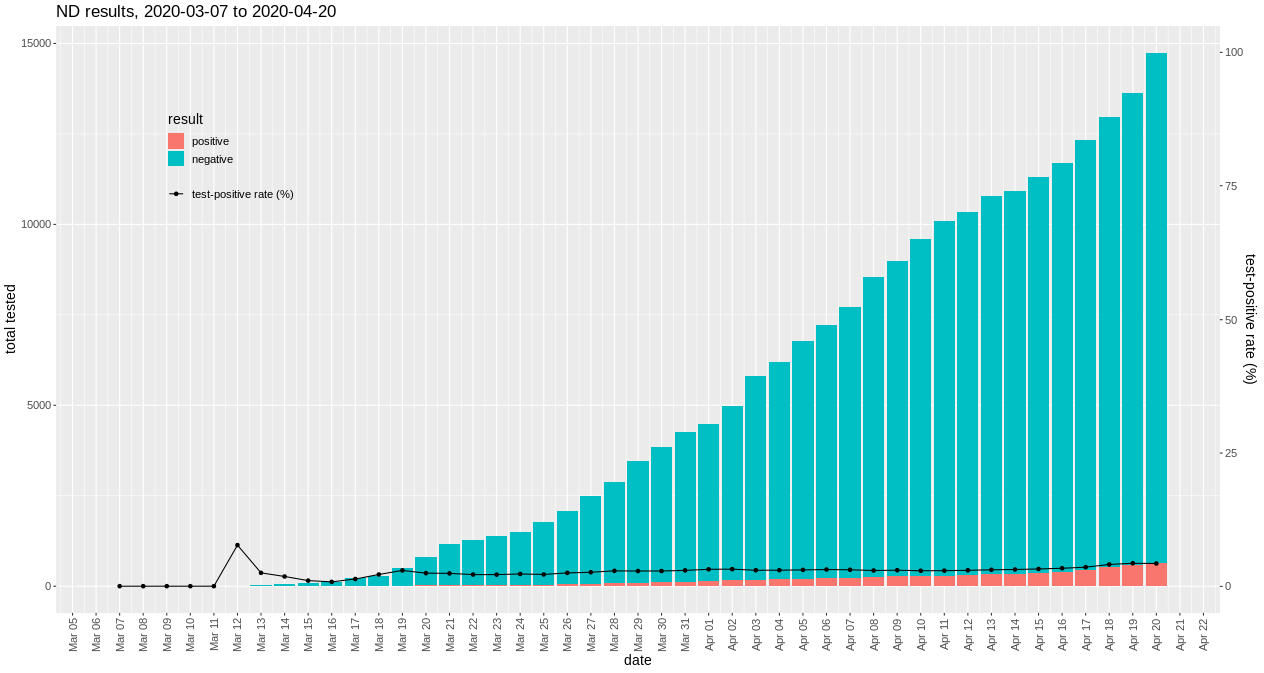 ND results, 2020-03-07 to 2020-04-20
total tested
15000
10000
5000
0
result
positive
negative
test-positive rate (%)
100
75
50
25
0
test-positive rate (%)
Mar 05
Mar 06
Mar 07
Mar 08
Mar 09
Mar 10
Mar 11
Mar 12
Mar 13
Mar 14
Mar 15
Mar 16
Mar 17
Mar 18
Mar 19
Mar 20
Mar 21
Mar 22
Mar 23
Mar 24
Mar 25
Mar 26
Mar 27
Mar 28
Mar 29
Mar 30
Mar 31
Apr 01
Apr 02
Apr 03
Apr 04
Apr 05
Apr 06
Apr 07
Apr 08
Apr 09
Apr 10
Apr 11
Apr 12
Apr 13
Apr 14
Apr 15
Apr 16
Apr 17
Apr 18
Apr 19
Apr 20
Apr 21
Apr 22
date